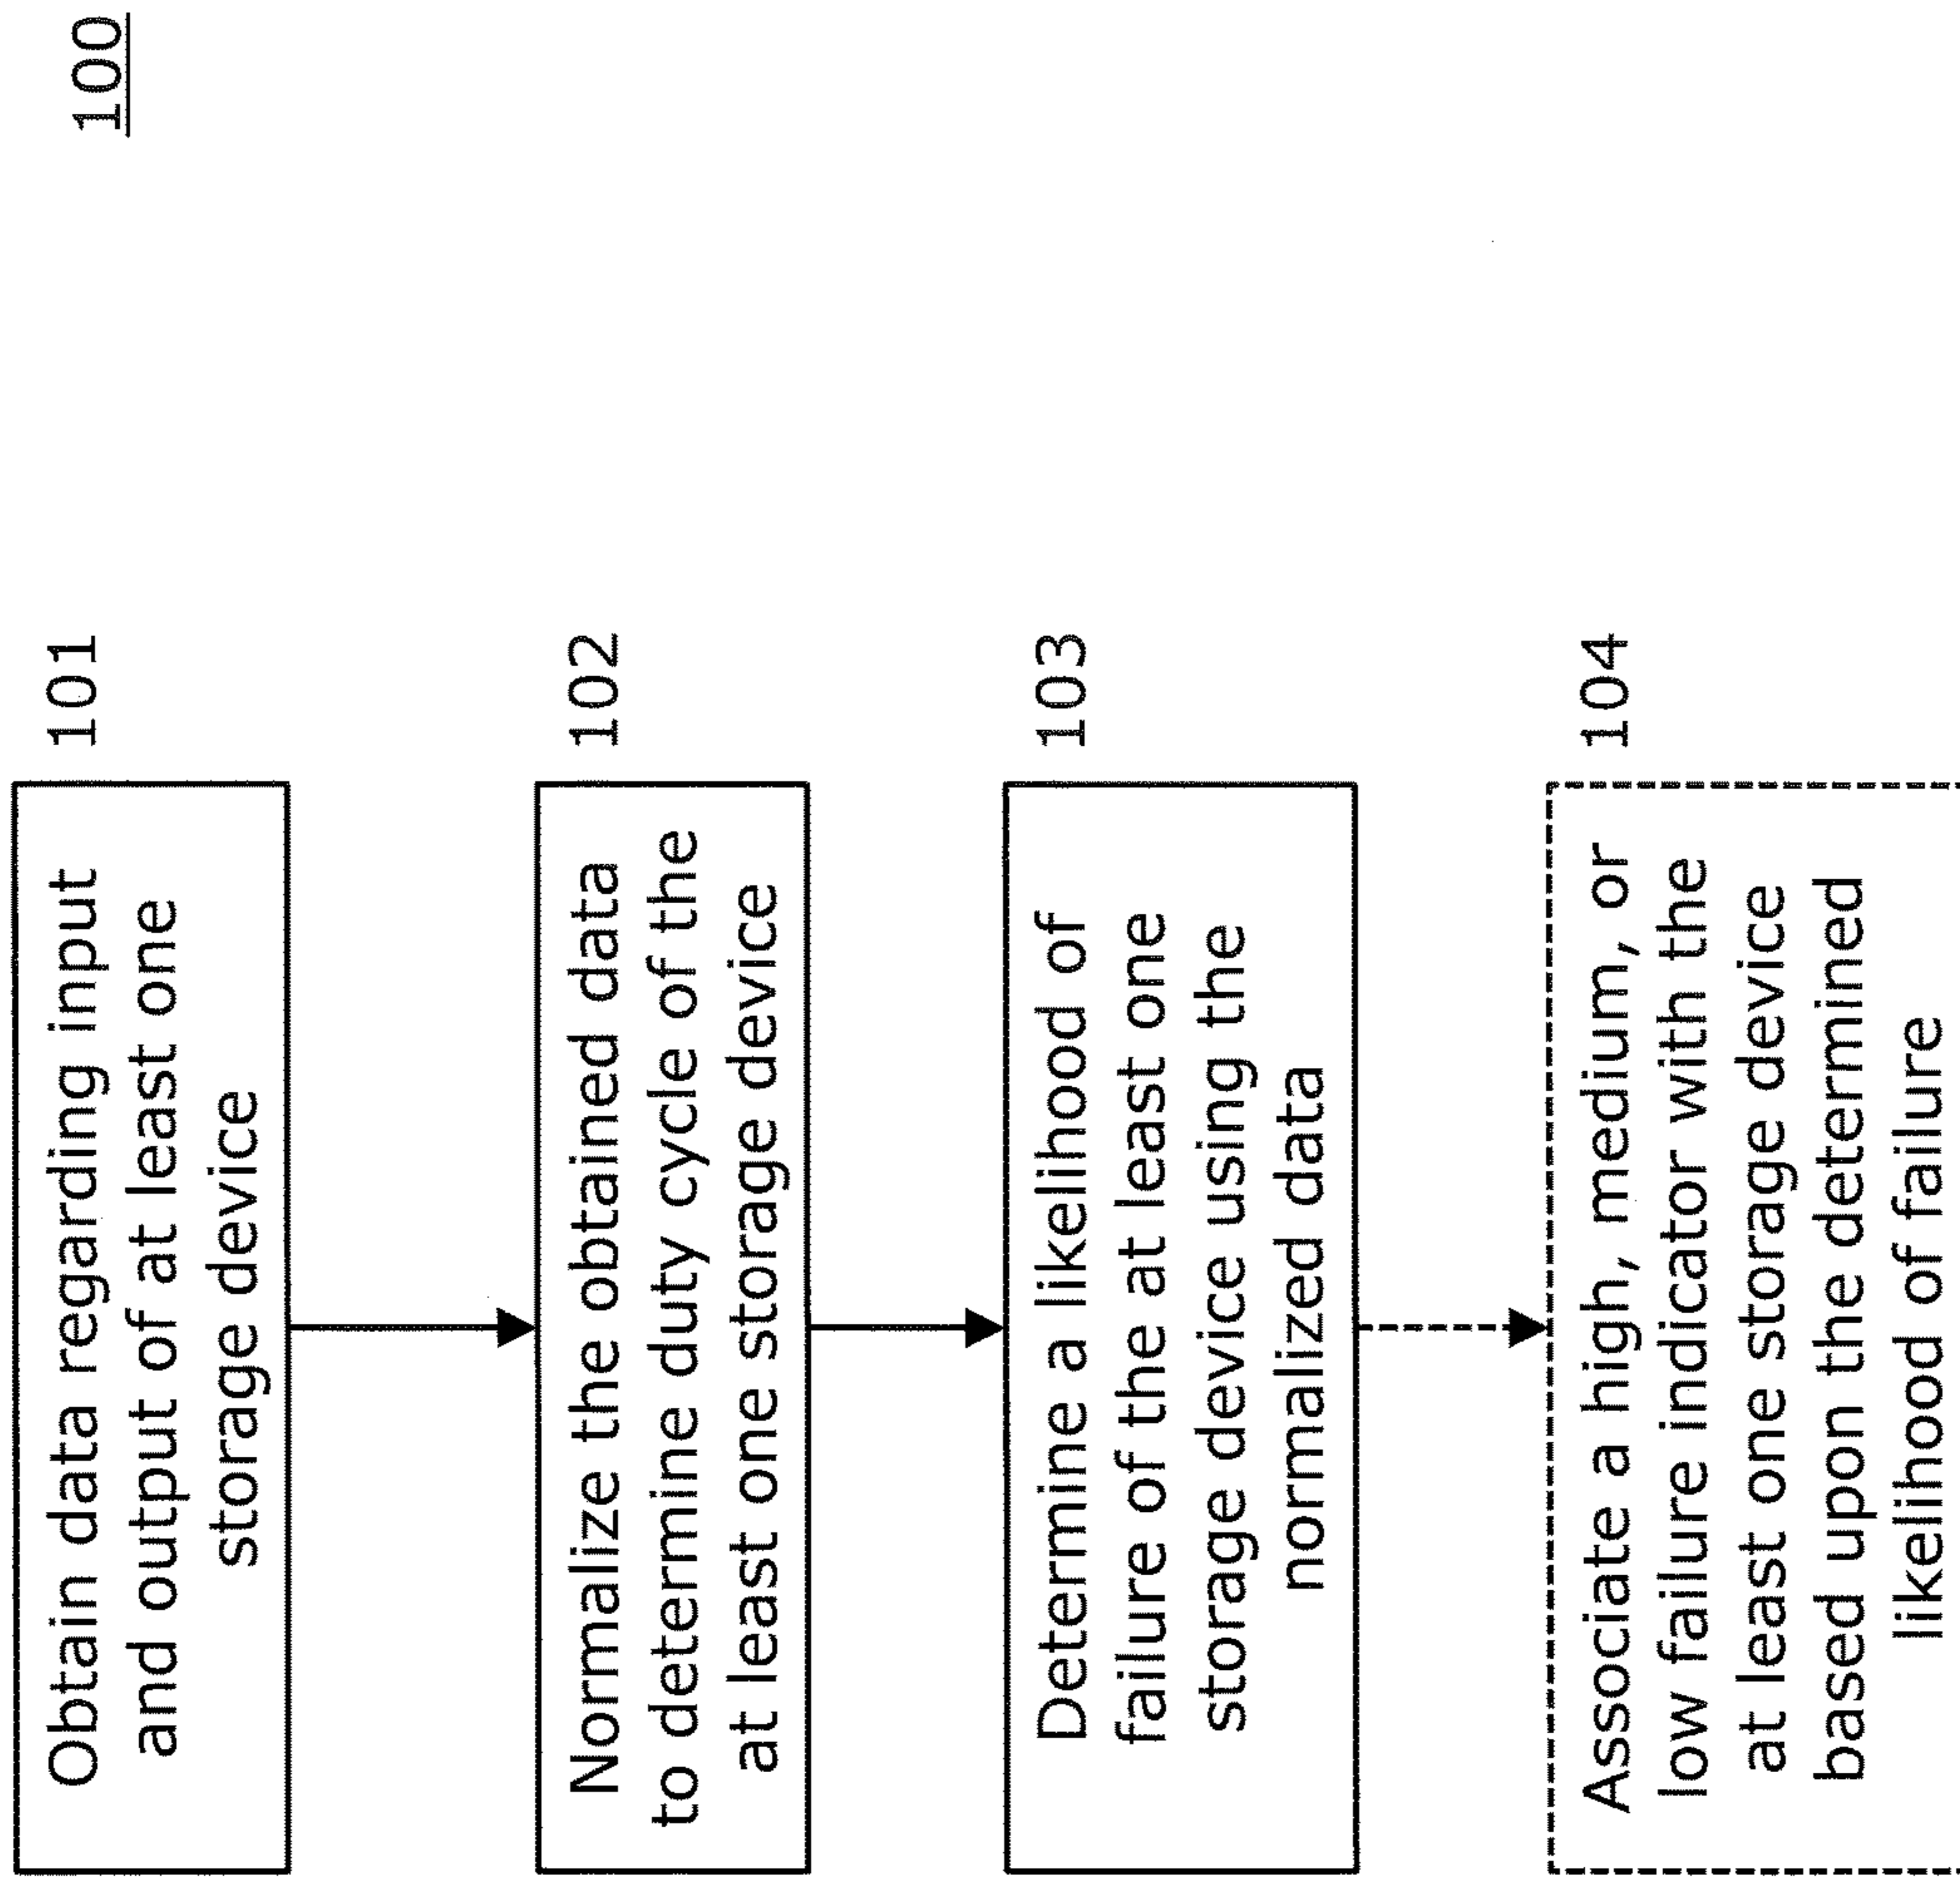 100
Obtain data regarding input
and output of at least one
storage device
101
Normalize the obtained data
to determine duty cycle of the
at least one storage device
102
Determine a likelihood of
failure of the at least one
storage device using the
normalized data
103
Associate a high, medium, or
low failure indicator with the
at least one storage device
based upon the determined
likelihood of failure
104